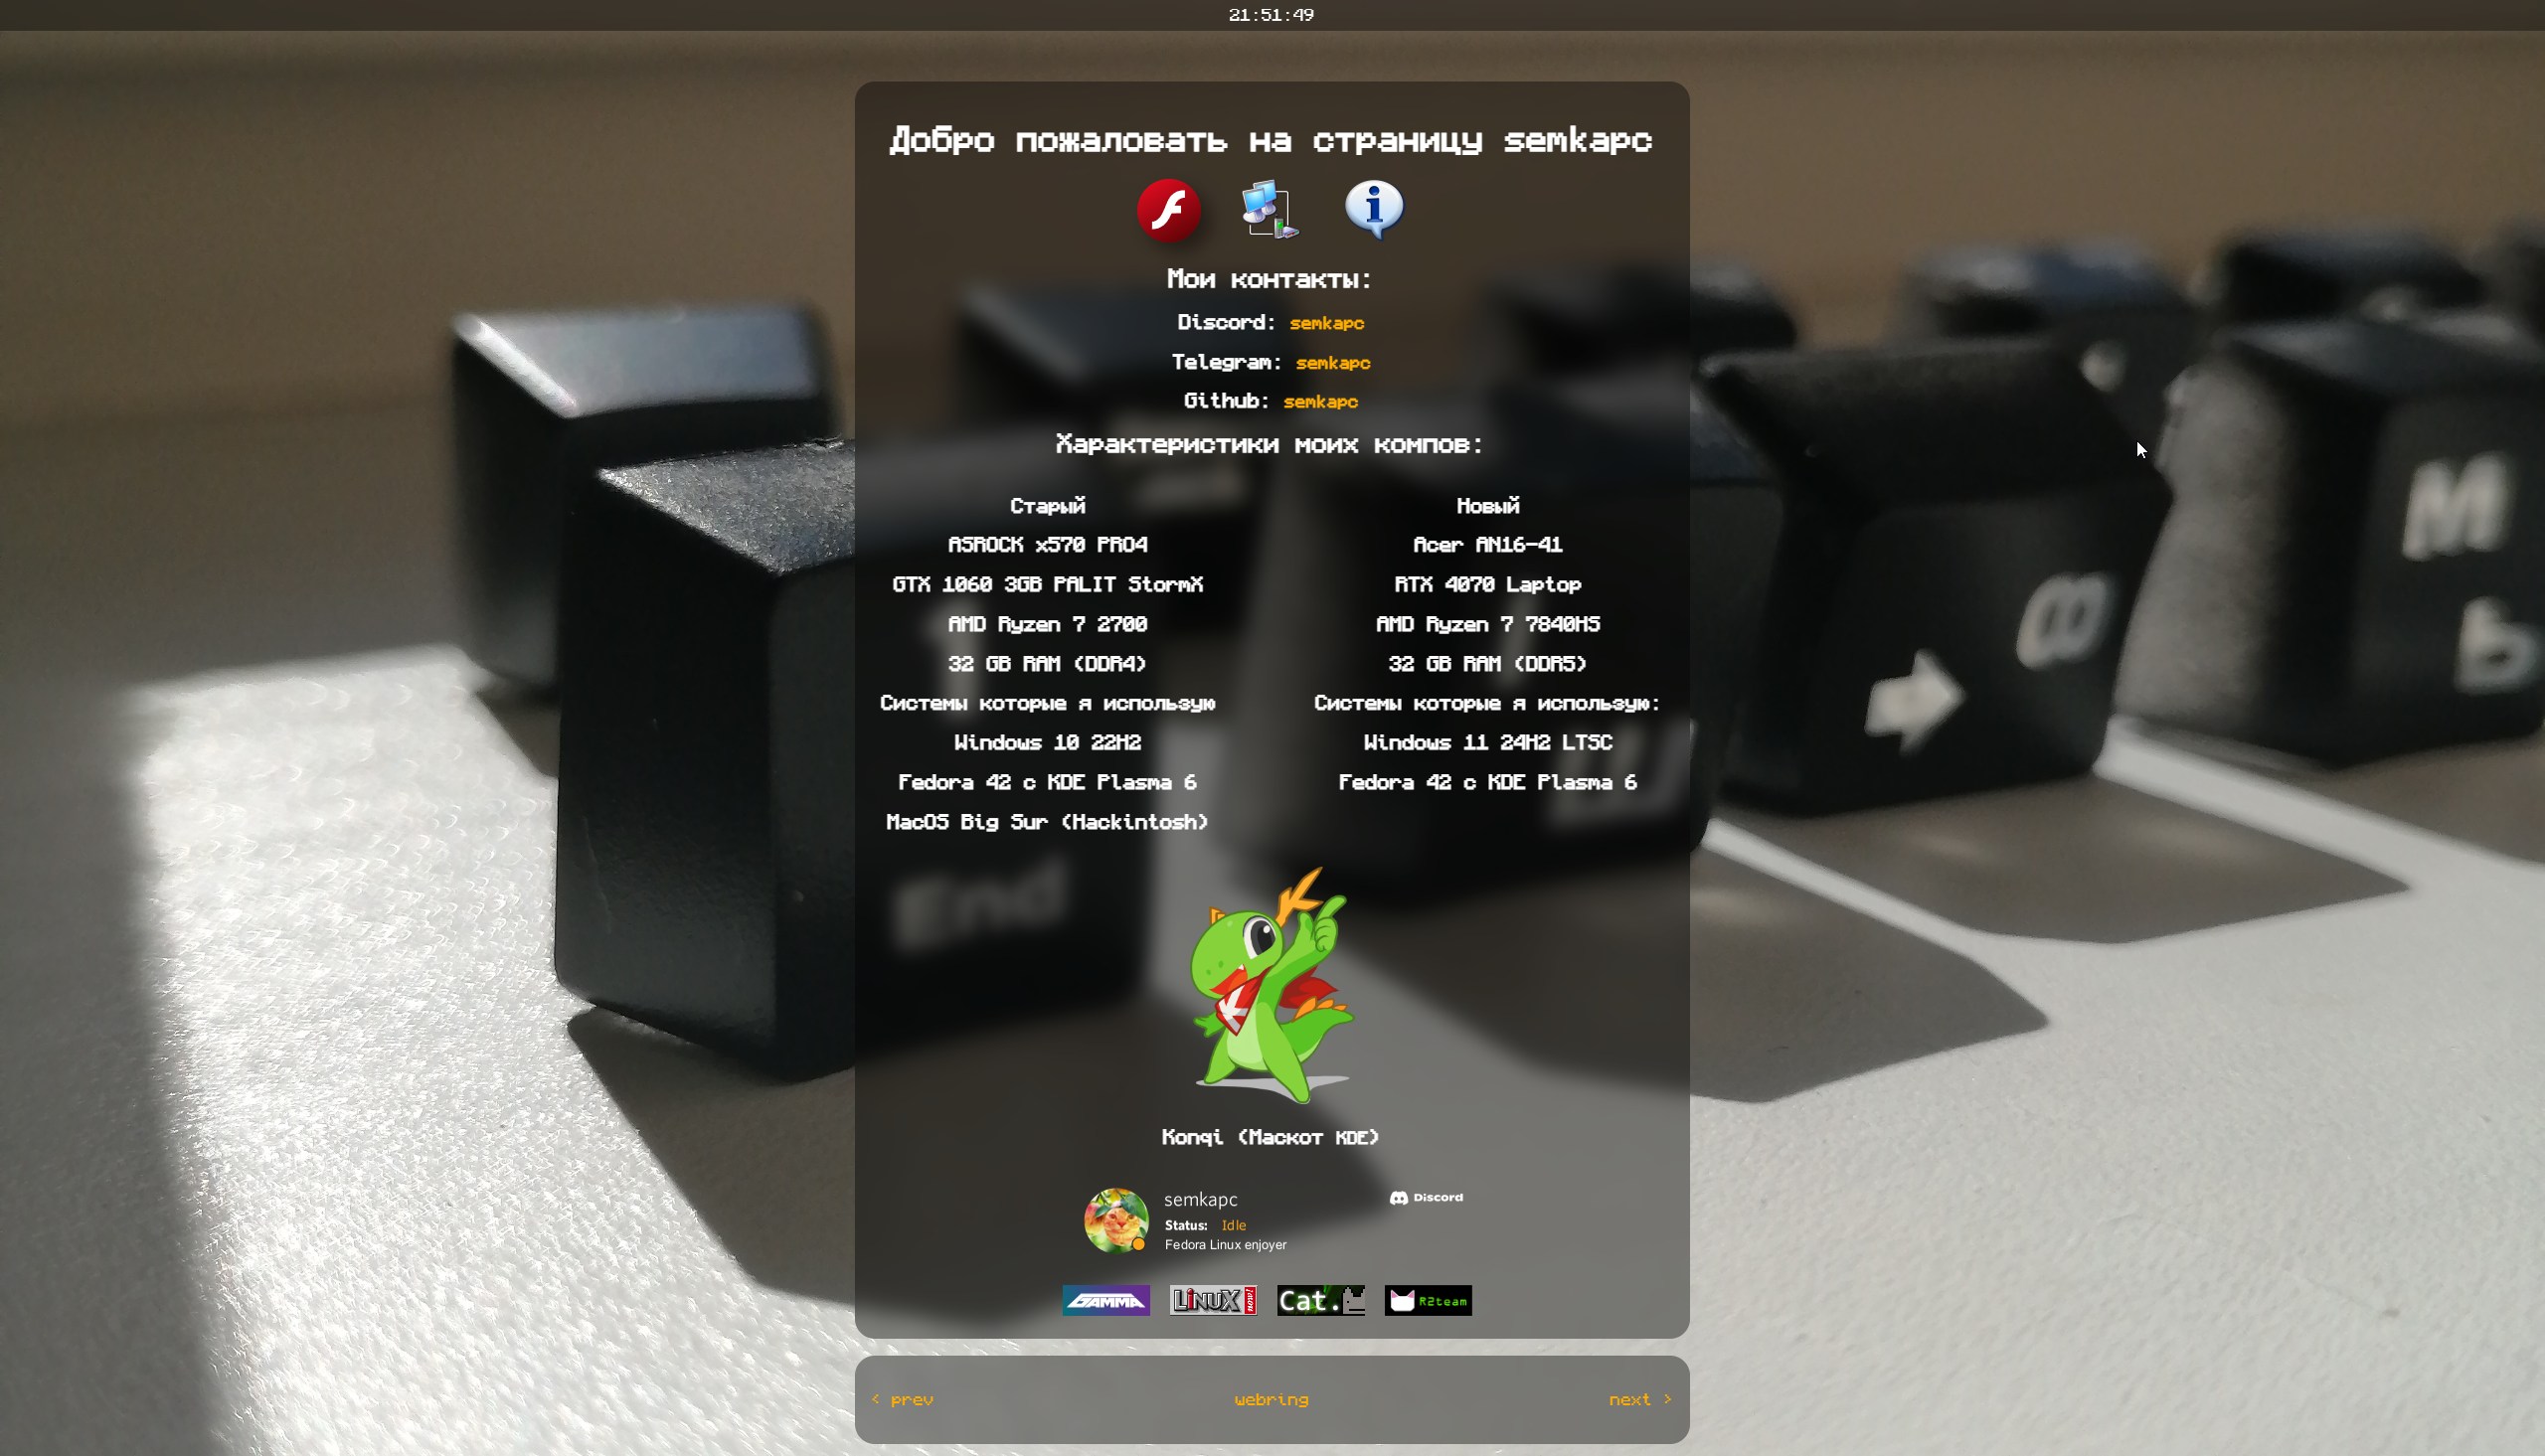 21:51:49
Добро пожаловать на страницу semkapc
Мои контакты:
Discord: semkapc
Telegram: semkapc
Github: semkapc
Характеристики моих компов:
Старый
ASROCK x570 PRO4
GTX 1060 3GB PALIT StormX
AMD Ryzen 7 2700
32 GB RAM (DDR4)
Системы которые я использую
Windows 10 22H2
Fedora 42 с KDE Plasma 6
MacOS Big Sur (Hackintosh)
Новый
Acer AN16-41
RTX 4070 Laptop
AMD Ryzen 7 7840HS
32 GB RAM (DDR5)
Системы которые я использую:
Windows 11 24H2 LTSC
Fedora 42 с KDE Plasma 6
M
Ь
End
Konqi (Маскот KDE)
semkapc
Discord
Status: Idle
Fedora Linux enjoyer
GAMMA
LINUX now!
Cat.
R2team
< prev
webring
next >